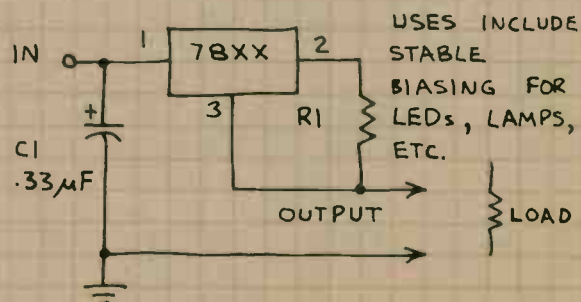 USES INCLUDE
STABLE
BIASING FOR
LEDs, LAMPS,
ETC.
IN
1
78XX
2
+
3
R1
C1
.33µF
OUTPUT
LOAD